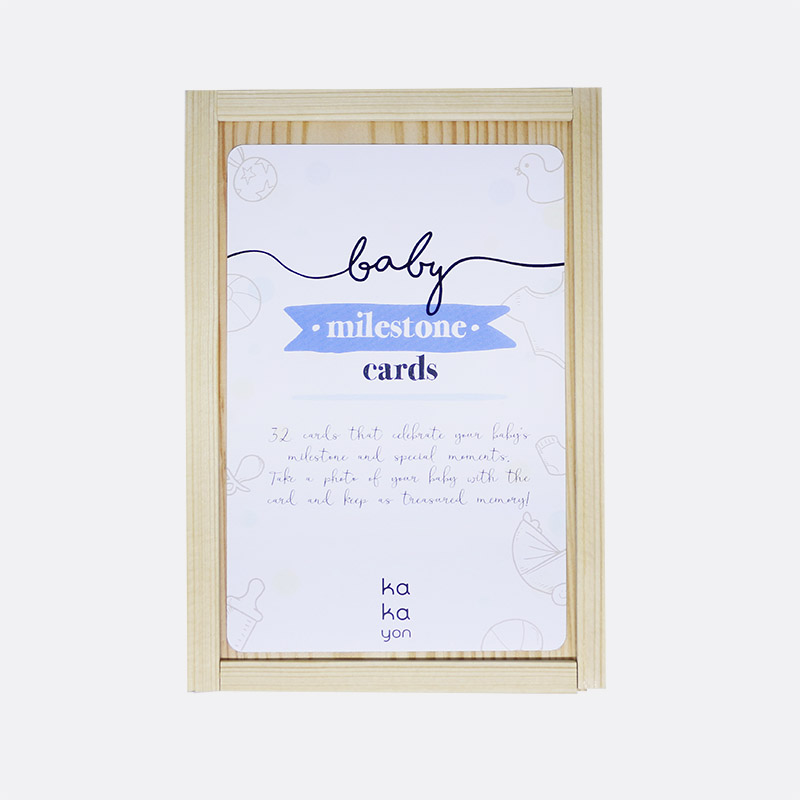 baby
• milestone •
cards
32 cards that celebrate your baby's
milestone and special moments.
Take a photo of your baby with the
card and keep as treasured memory!
ka
ka
yon